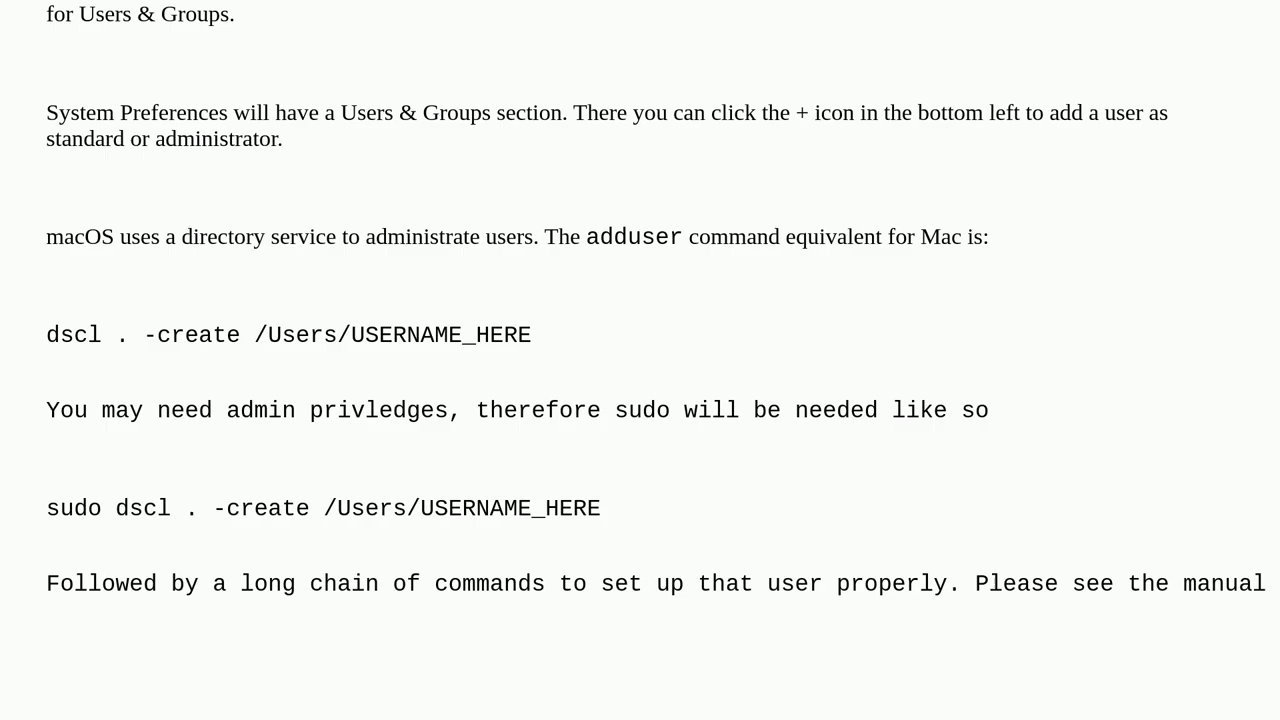 for Users & Groups.
System Preferences will have a Users & Groups section. There you can click the + icon in the bottom left to add a user as
standard or administrator.
macOS uses a directory service to administrate users. The adduser command equivalent for Mac is:
dscl . -create /Users/USERNAME_HERE
You may need admin privledges, therefore sudo will be needed like so
sudo dscl . -create /Users/USERNAME_HERE
Followed by a long chain of commands to set up that user properly. Please see the manual